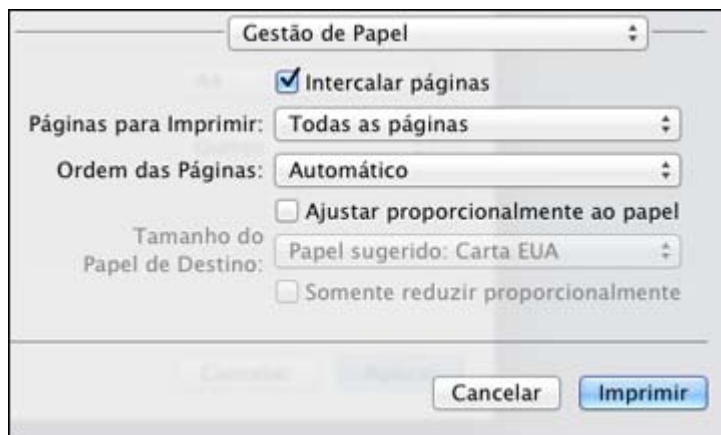 Gestão de Papel
Intercalar páginas
Páginas para Imprimir: Todas as páginas
Ordem das Páginas: Automático
Ajustar proporcionalmente ao papel
Tamanho do
Papel de Destino: Papel sugerido: Carta EUA
Somente reduzir proporcionalmente
Cancelar Imprimir